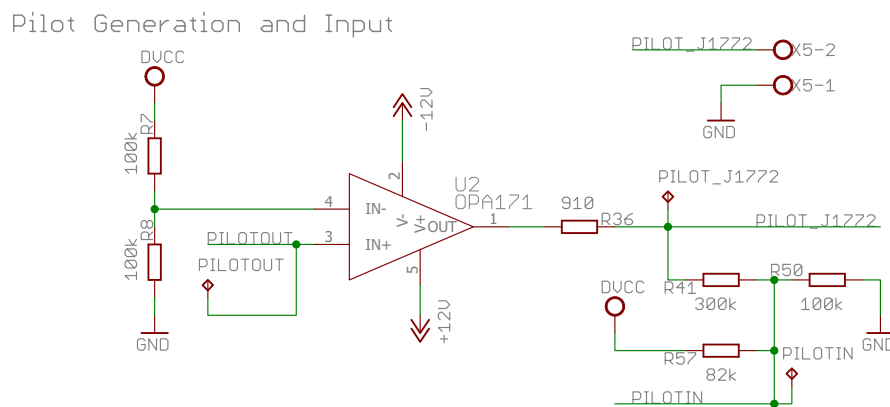 Pilot Generation and Input
DVCC
R7
100k
R8
100k
GND
PILOTOUT
PILOTOUT
-12V
2
4
IN-
3
IN+
V-
V+
OUT
1
5
U2
OPA171
+12V
910
R36
PILOT_J1772
X5-2
X5-1
GND
PILOT_J1772
PILOT_J1772
R41
300k
R50
100k
GND
DVCC
R57
82k
PILOTIN
PILOTIN